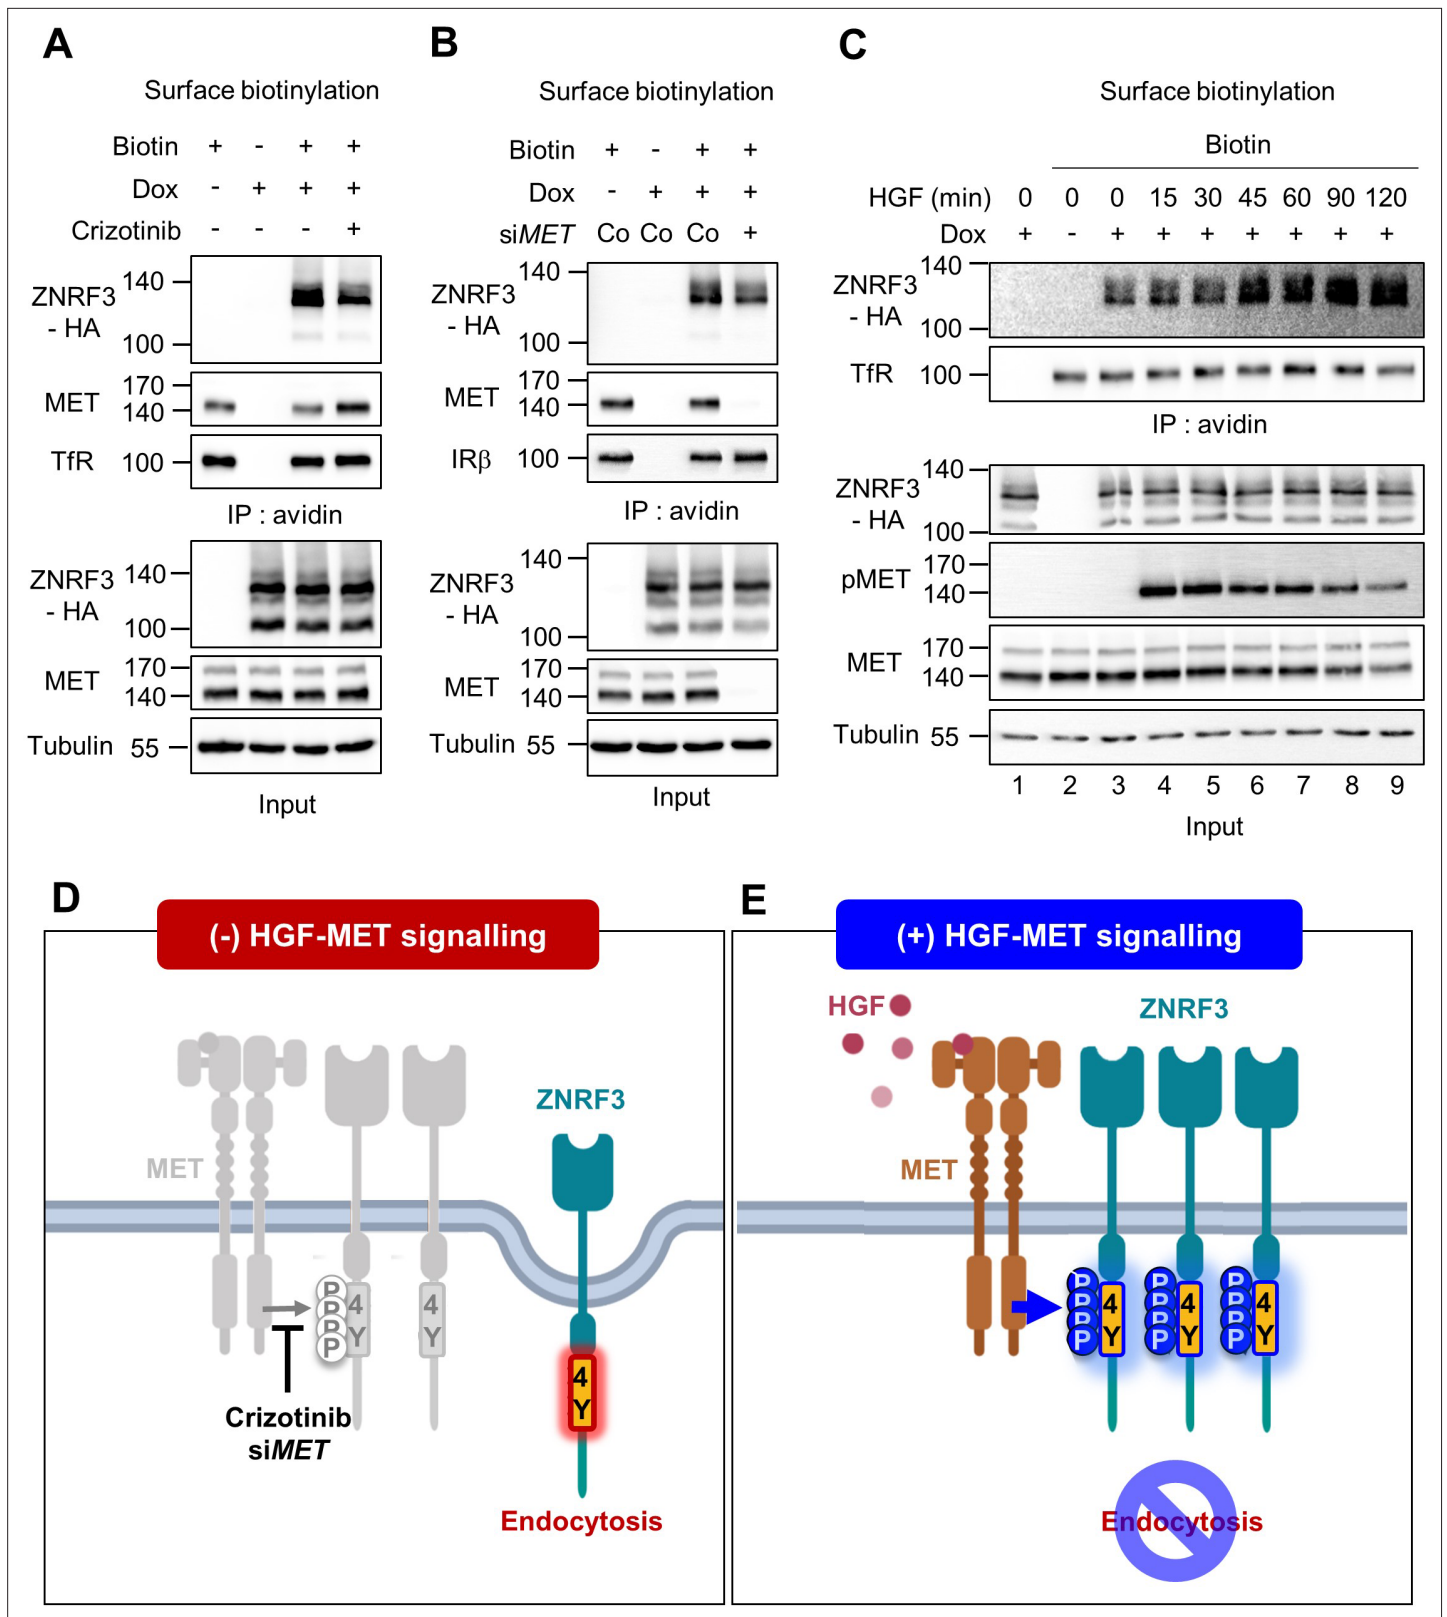 A
Surface biotinylation
Biotin + - + +
Dox - + + +
Crizotinib - - - +
ZNRF3 - HA 140 100
MET 170 140
TfR 100
IP : avidin
ZNRF3 - HA 140 100
MET 170 140
Tubulin 55
Input
B
Surface biotinylation
Biotin + - + +
Dox - + + +
siMET Co Co Co +
ZNRF3 - HA 140 100
MET 170 140
IRβ 100
IP : avidin
ZNRF3 - HA 140 100
MET 170 140
Tubulin 55
Input
C
Surface biotinylation
Biotin
HGF (min) 0 0 0 15 30 45 60 90 120
Dox + - + + + + + + +
ZNRF3 - HA 140 100
TfR 100
IP : avidin
ZNRF3 - HA 140 100
pMET 170 140
MET 170 140
Tubulin 55
1 2 3 4 5 6 7 8 9
Input
D
(-) HGF-MET signalling
ZNRF3
MET
P P P P
4 Y
4 Y
4 Y
Crizotinib
siMET
Endocytosis
E
(+) HGF-MET signalling
HGF
ZNRF3
MET
P P P P
4 Y
P P P P
4 Y
P P P P
4 Y
Endocytosis